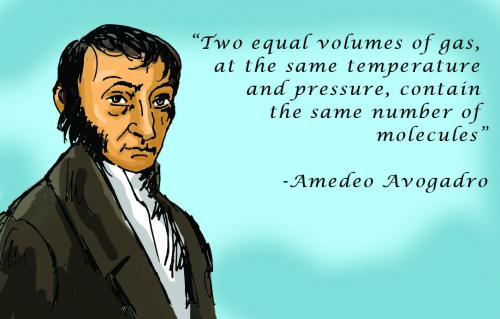 “Two equal volumes of gas,
at the same temperature
and pressure, contain
the same number of
molecules”
-Amedeo Avogadro